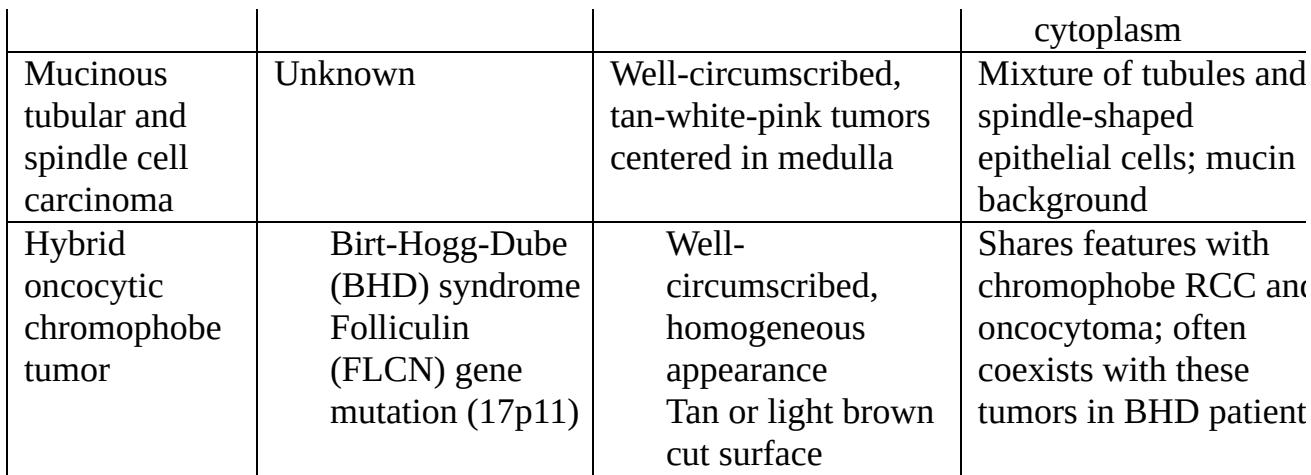 cytoplasm
Mucinous
tubular and
spindle cell
carcinoma
Unknown
Well-circumscribed,
tan-white-pink tumors
centered in medulla
Mixture of tubules and
spindle-shaped
epithelial cells; mucin
background
Hybrid
oncocytic
chromophobe
tumor
Birt-Hogg-Dube
(BHD) syndrome
Folliculin
(FLCN) gene
mutation (17p11)
Well-
circumscribed,
homogeneous
appearance
Tan or light brown
cut surface
Shares features with
chromophobe RCC and
oncocytoma; often
coexists with these
tumors in BHD patient